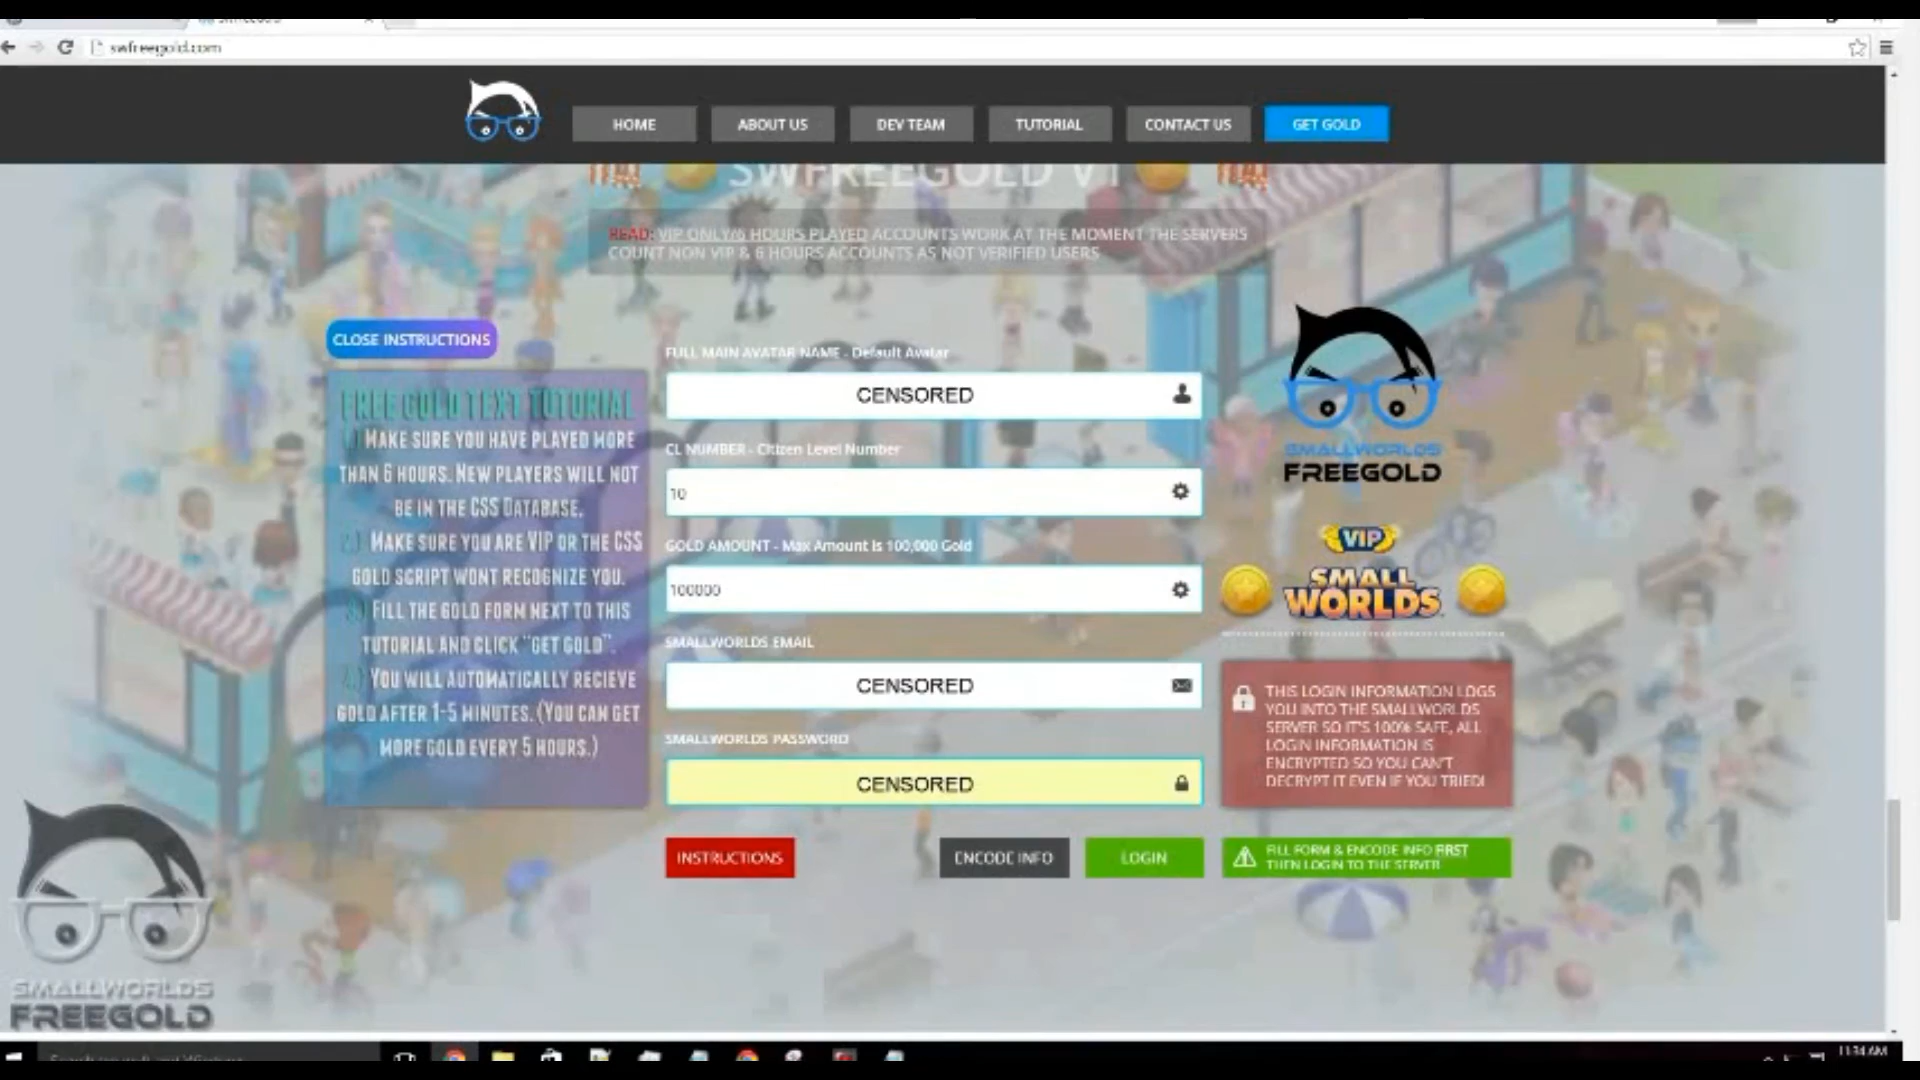 swfreegold.com
HOME
ABOUT US
DEV TEAM
TUTORIAL
CONTACT US
GET GOLD
SWFREEGOLD V1
READ: VIP ONLY/6 HOURS PLAYED ACCOUNTS WORK AT THE MOMENT THE SERVERS
COUNT NON VIP & 6 HOURS ACCOUNTS AS NOT VERIFIED USERS
CLOSE INSTRUCTIONS
FREE GOLD TEXT TUTORIAL
1.) MAKE SURE YOU HAVE PLAYED MORE
THAN 6 HOURS. NEW PLAYERS WILL NOT
BE IN THE CSS DATABASE.
2.) MAKE SURE YOU ARE VIP OR THE CSS
GOLD SCRIPT WONT RECOGNIZE YOU.
3.) FILL THE GOLD FORM NEXT TO THIS
TUTORIAL AND CLICK "GET GOLD".
4.) YOU WILL AUTOMATICALLY RECIEVE
GOLD AFTER 1-5 MINUTES. (YOU CAN GET
MORE GOLD EVERY 5 HOURS.)
FULL MAIN AVATAR NAME - Default Avatar
CENSORED
CL NUMBER - Citizen Level Number
10
GOLD AMOUNT - Max Amount Is 100,000 Gold
100000
SMALLWORLDS EMAIL
CENSORED
SMALLWORLDS PASSWORD
CENSORED
INSTRUCTIONS
ENCODE INFO
LOGIN
SMALLWORLDS
FREEGOLD
VIP
SMALL
WORLDS
THIS LOGIN INFORMATION LOGS
YOU INTO THE SMALLWORLDS
SERVER SO IT'S 100% SAFE, ALL
LOGIN INFORMATION IS
ENCRYPTED SO YOU CAN'T
DECRYPT IT EVEN IF YOU TRIED!
FILL FORM & ENCODE INFO FIRST
THEN LOGIN TO THE SERVER
SMALLWORLDS
FREEGOLD
11:34 AM